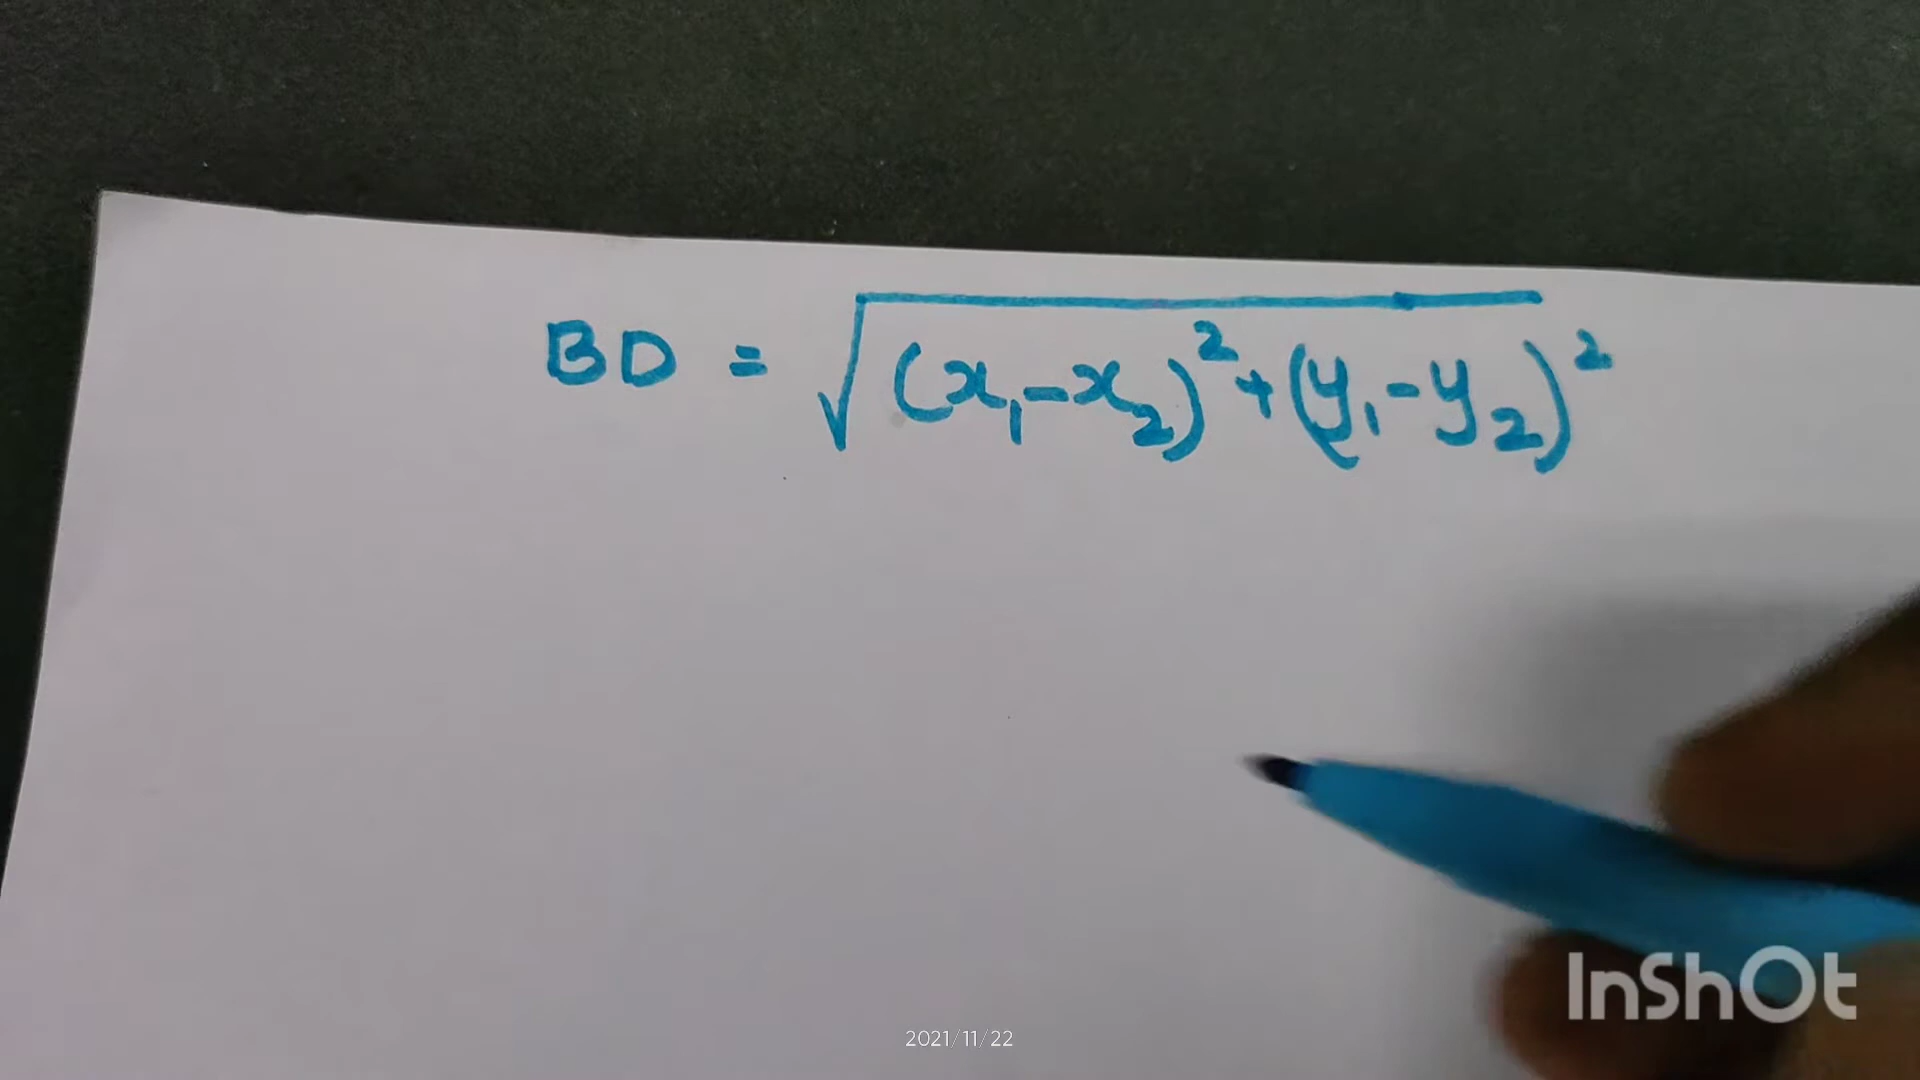 BD = √(x₁-x₂)²+(y₁-y₂)²
InShOt
2021/11/22